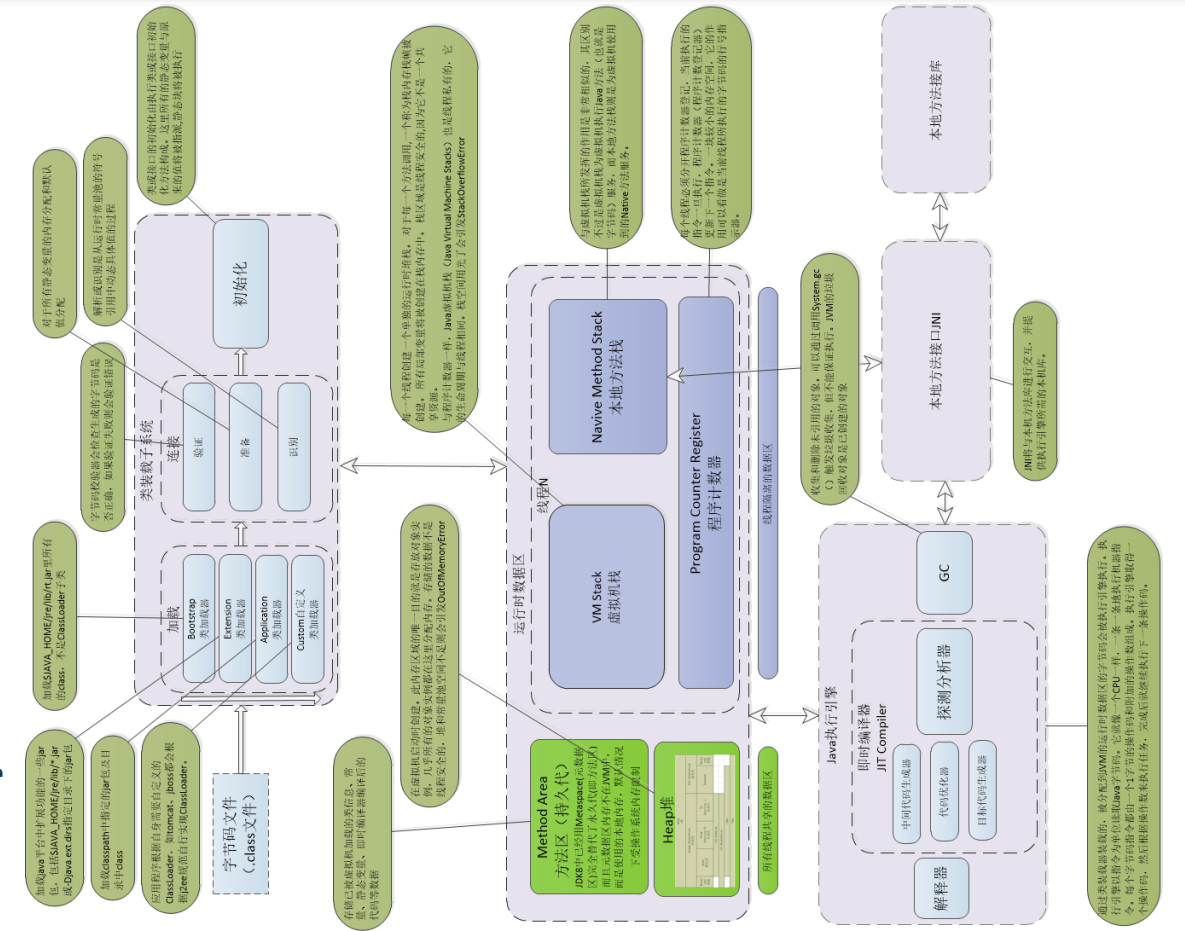 字节码文件
(.class文件)
加载java平台中扩展功能的一些jar
包，包括$JAVA_HOME/jre/lib/*.jar
或-Djava.ext.dirs指定目录下的jar包
加载classpath中指定的jar包及目
录中class
应用程序根据自身需要自定义的
ClassLoader，如tomcat、jboss都会根
据j2ee规范自行实现ClassLoader。
加载$JAVA_HOME/jre/lib/rt.jar里所有
的class，不是ClassLoader子类
字节码校验器会检查生成的字节码是
否正确，如果验证失败则会验证错误
对于所有静态变量的内存分配和默认
值分配
解析或识别是从运行时常量池的符号
引用中动态具体值的过程
类或接口的初始化由执行类或接口初始
化方法构成。这里所有的静态变量与原
来的值将被指派,静态块将被执行
类装载子系统
加载
Bootstrap
类加载器
Extension
类加载器
Application
类加载器
Custom自定义
类加载器
连接
验证
准备
识别
初始化
存储已被虚拟机加载的类信息、常
量、静态变量、即时编译器编译后的
代码等数据
在虚拟机启动时创建。此内存区域的唯一目的就是存放对象实
例，几乎所有的对象实例都在这里分配内存。存储的数据不是
线程安全的，堆和常量池空间不足则会引发OutOfMemoryError
每一个线程创建一个单独的运行时堆栈。对于每一个方法调用,一个称为栈内存栈帧被
创建。所有局部变量将被创建在栈内存中。栈区域是线程安全的,因为它不是一个共
享资源。
与程序计数器一样，Java虚拟机栈（Java Virtual Machine Stacks）也是线程私有的，它
的生命周期与线程相同。栈空间用光了会引发StackOverflowError
与虚拟机栈所发挥的作用是非常相似的，其区别
不过是虚拟机栈为虚拟机执行Java方法（也就是
字节码）服务，而本地方法栈则是为虚拟机使用
到的Native方法服务。
每个线程必须分开程序计数器登记，当前执行的
指令一旦执行，程序计数器（程序计数登记器）
更新下一个指令。一块较小的内存空间，它的作
用可以看做是当前线程所执行的字节码的行号指
示器。
运行时数据区
Method Area
方法区（持久代）
JDK8中已经用Metaspace(元数据
区)完全替代了永久代(即方法区)
而且元数据区内存不在VM中，
而是使用的本地内存，默认情况
下受操作系统内存限制
Heap堆
所有线程共享的数据区
线程N
VM Stack
虚拟机栈
Navive Method Stack
本地方法栈
Program Counter Register
程序计数器
线程隔离的数据区
Java执行引擎
解释器
即时编译器
JIT Compiler
中间代码生成器
代码优化器
目标代码生成器
探测分析器
GC
收集和删除未引用的对象，可以通过调用System.gc
（）触发垃圾收集，但不能保证执行。JVM的垃圾
回收对象是已创建的对象
本地方法接口JNI
本地方法接库
JNI将与本机方法库进行交互，并提
供执行引擎所需的本机库。
通过类装载器装载的，被分配到JVM的运行时数据区的字节码会被执行引擎执行。执
行引擎以指令为单位读取Java字节码。它就像一个CPU一样，一条一条地执行机器指
令。每个字节码指令都由一个1字节的操作码和附加的操作数组成。执行引擎取得一
个操作码，然后根据操作数来执行任务，完成后就继续执行下一条操作码。